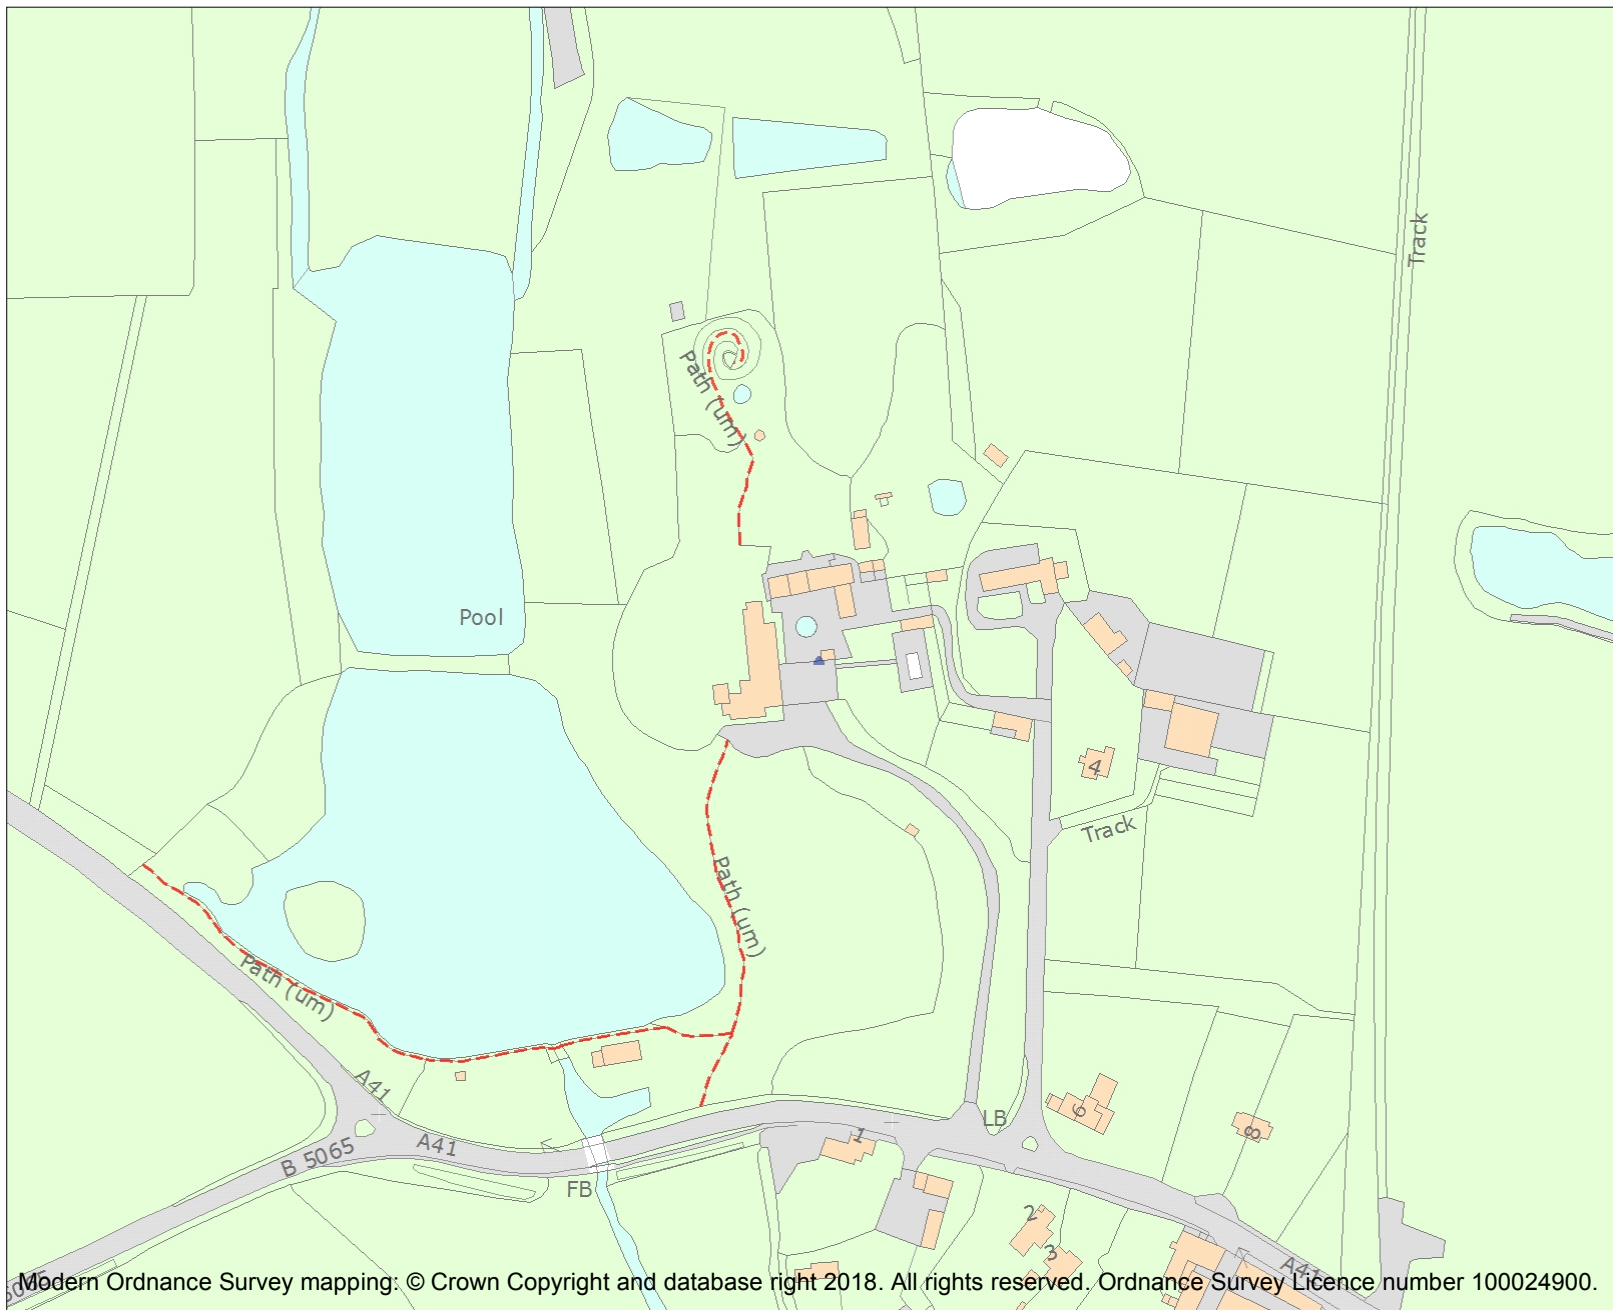 Track
Path (um)
Pool
4
Track
Path (um)
Path (um)
A41
LB
6
8
1
A41
B 5065
FB
2
3
A41
Modern Ordnance Survey mapping: © Crown Copyright and database right 2018. All rights reserved. Ordnance Survey Licence number 100024900.